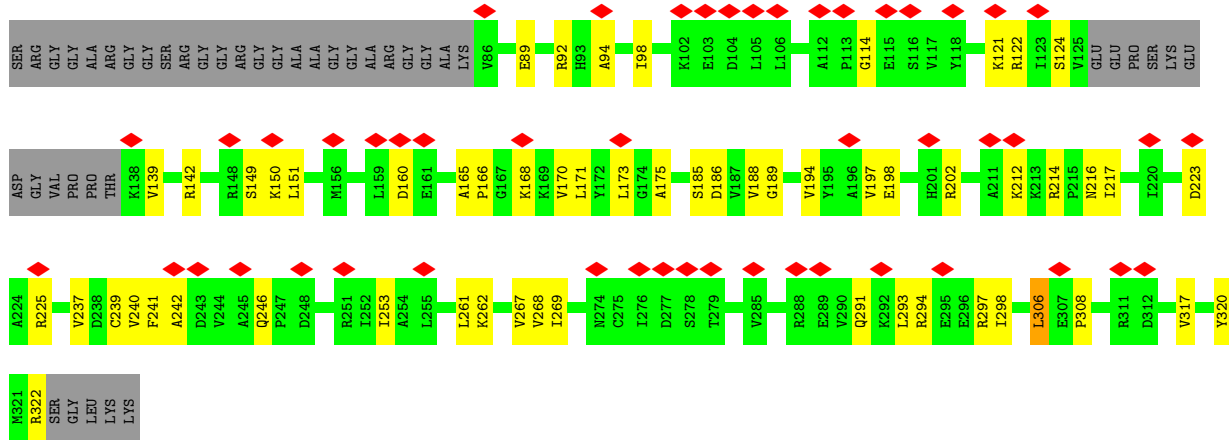 SER ARG GLY GLY ALA ARG GLY GLY SER ARG GLY GLY ARG GLY GLY ALA ALA GLY GLY ALA ARG GLY GLY ALA LYS V86 E89 R92 H93 A94 I98 K102 E103 D104 L105 L106 A112 P113 G114 E115 S116 V117 Y118 K121 R122 I123 S124 V125 GLU GLU PRO SER LYS GLU
ASP GLY VAL PRO PRO THR K138 V139 R142 R148 S149 K150 L151 M156 L159 D160 E161 A165 P166 G167 K168 K169 V170 L171 Y172 L173 G174 A175 S185 D186 V187 V188 G189 V194 Y195 A196 V197 E198 H201 R202 A211 K212 K213 R214 P215 N216 I217 I220 D223
A224 R225 V237 D238 C239 V240 F241 A242 D243 V244 A245 Q246 P247 D248 R251 I252 I253 A254 L255 L261 K262 V267 V268 I269 N274 C275 I276 D277 S278 T279 V285 R288 E289 V290 Q291 K292 L293 R294 E295 E296 R297 I298 L306 E307 P308 R311 D312 V317 Y320
M321 R322 SER GLY LEU LYS LYS